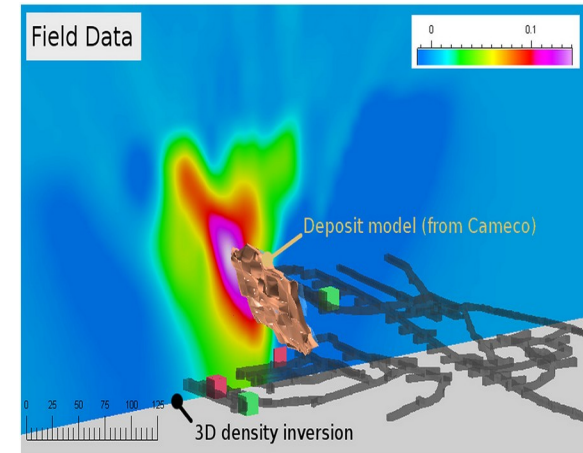 Field Data
0 0.1
Deposit model (from Cameco)
0 25 50 75 100 125
3D density inversion